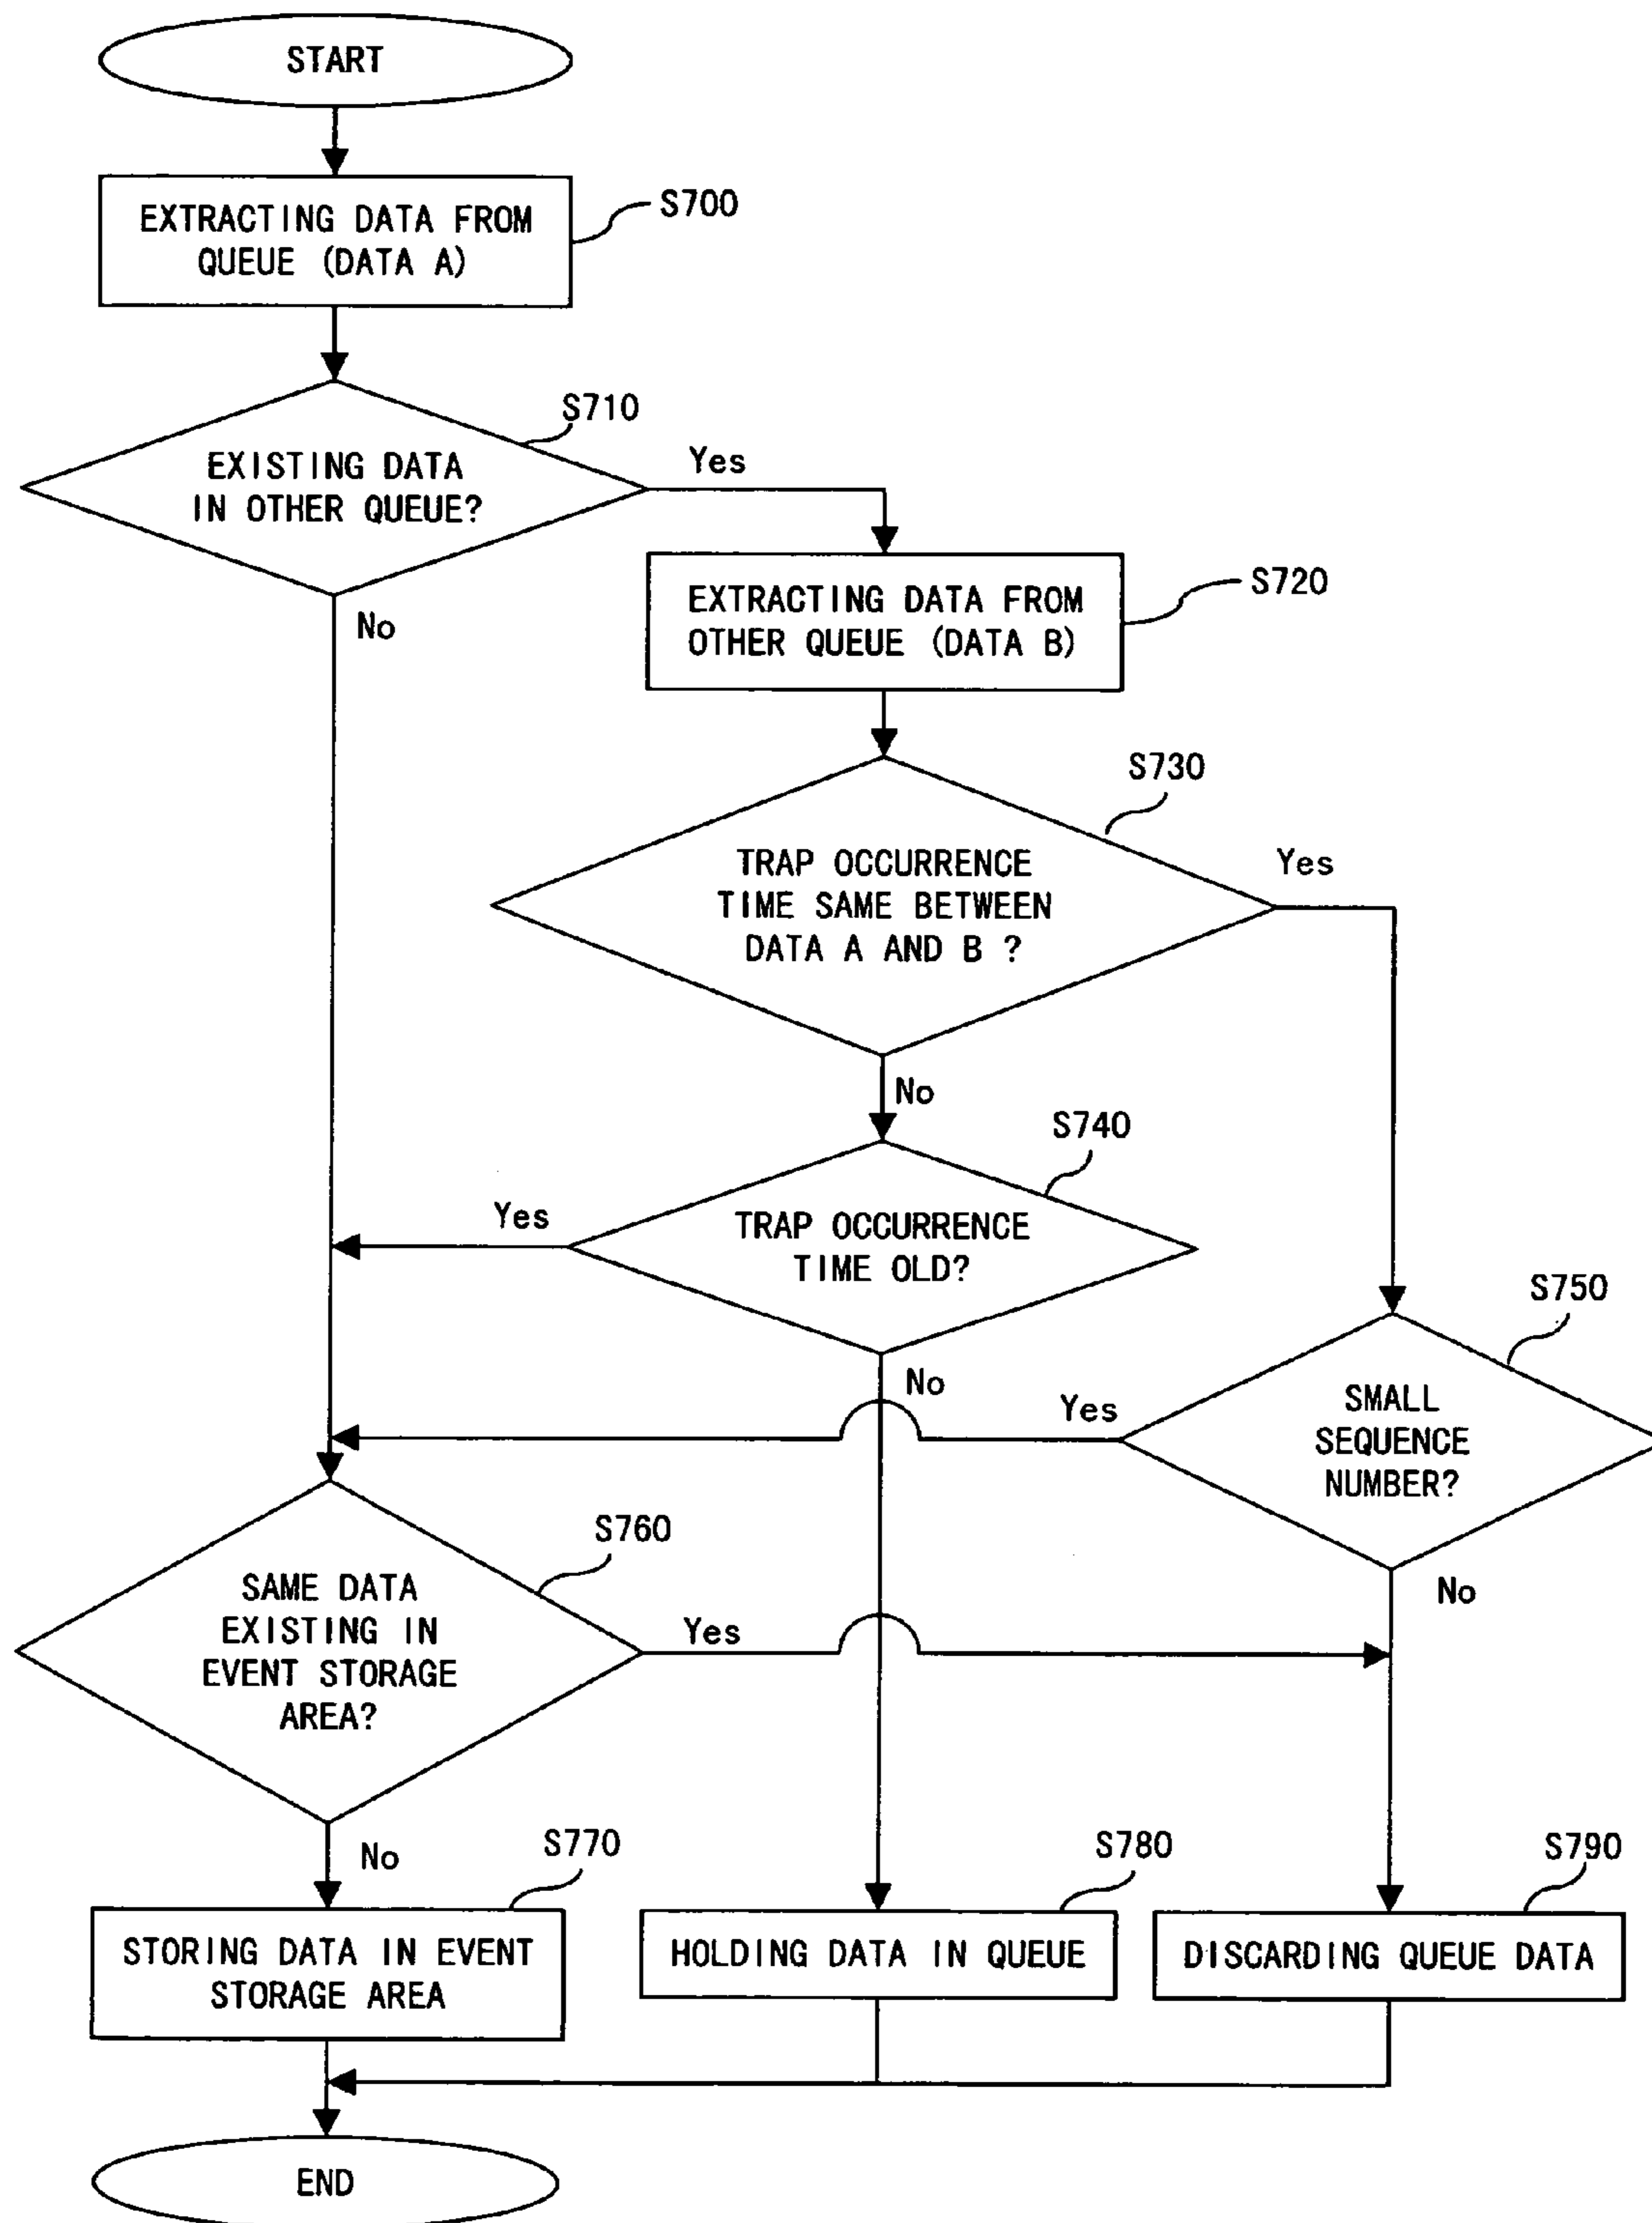 START
EXTRACTING DATA FROM
QUEUE (DATA A)
S700
S710
EXISTING DATA
IN OTHER QUEUE?
Yes
No
EXTRACTING DATA FROM
OTHER QUEUE (DATA B)
S720
S730
TRAP OCCURRENCE
TIME SAME BETWEEN
DATA A AND B ?
Yes
No
S740
TRAP OCCURRENCE
TIME OLD?
Yes
No
S750
SMALL
SEQUENCE
NUMBER?
Yes
No
S760
SAME DATA
EXISTING IN
EVENT STORAGE
AREA?
Yes
No
S770
STORING DATA IN EVENT
STORAGE AREA
S780
HOLDING DATA IN QUEUE
S790
DISCARDING QUEUE DATA
END